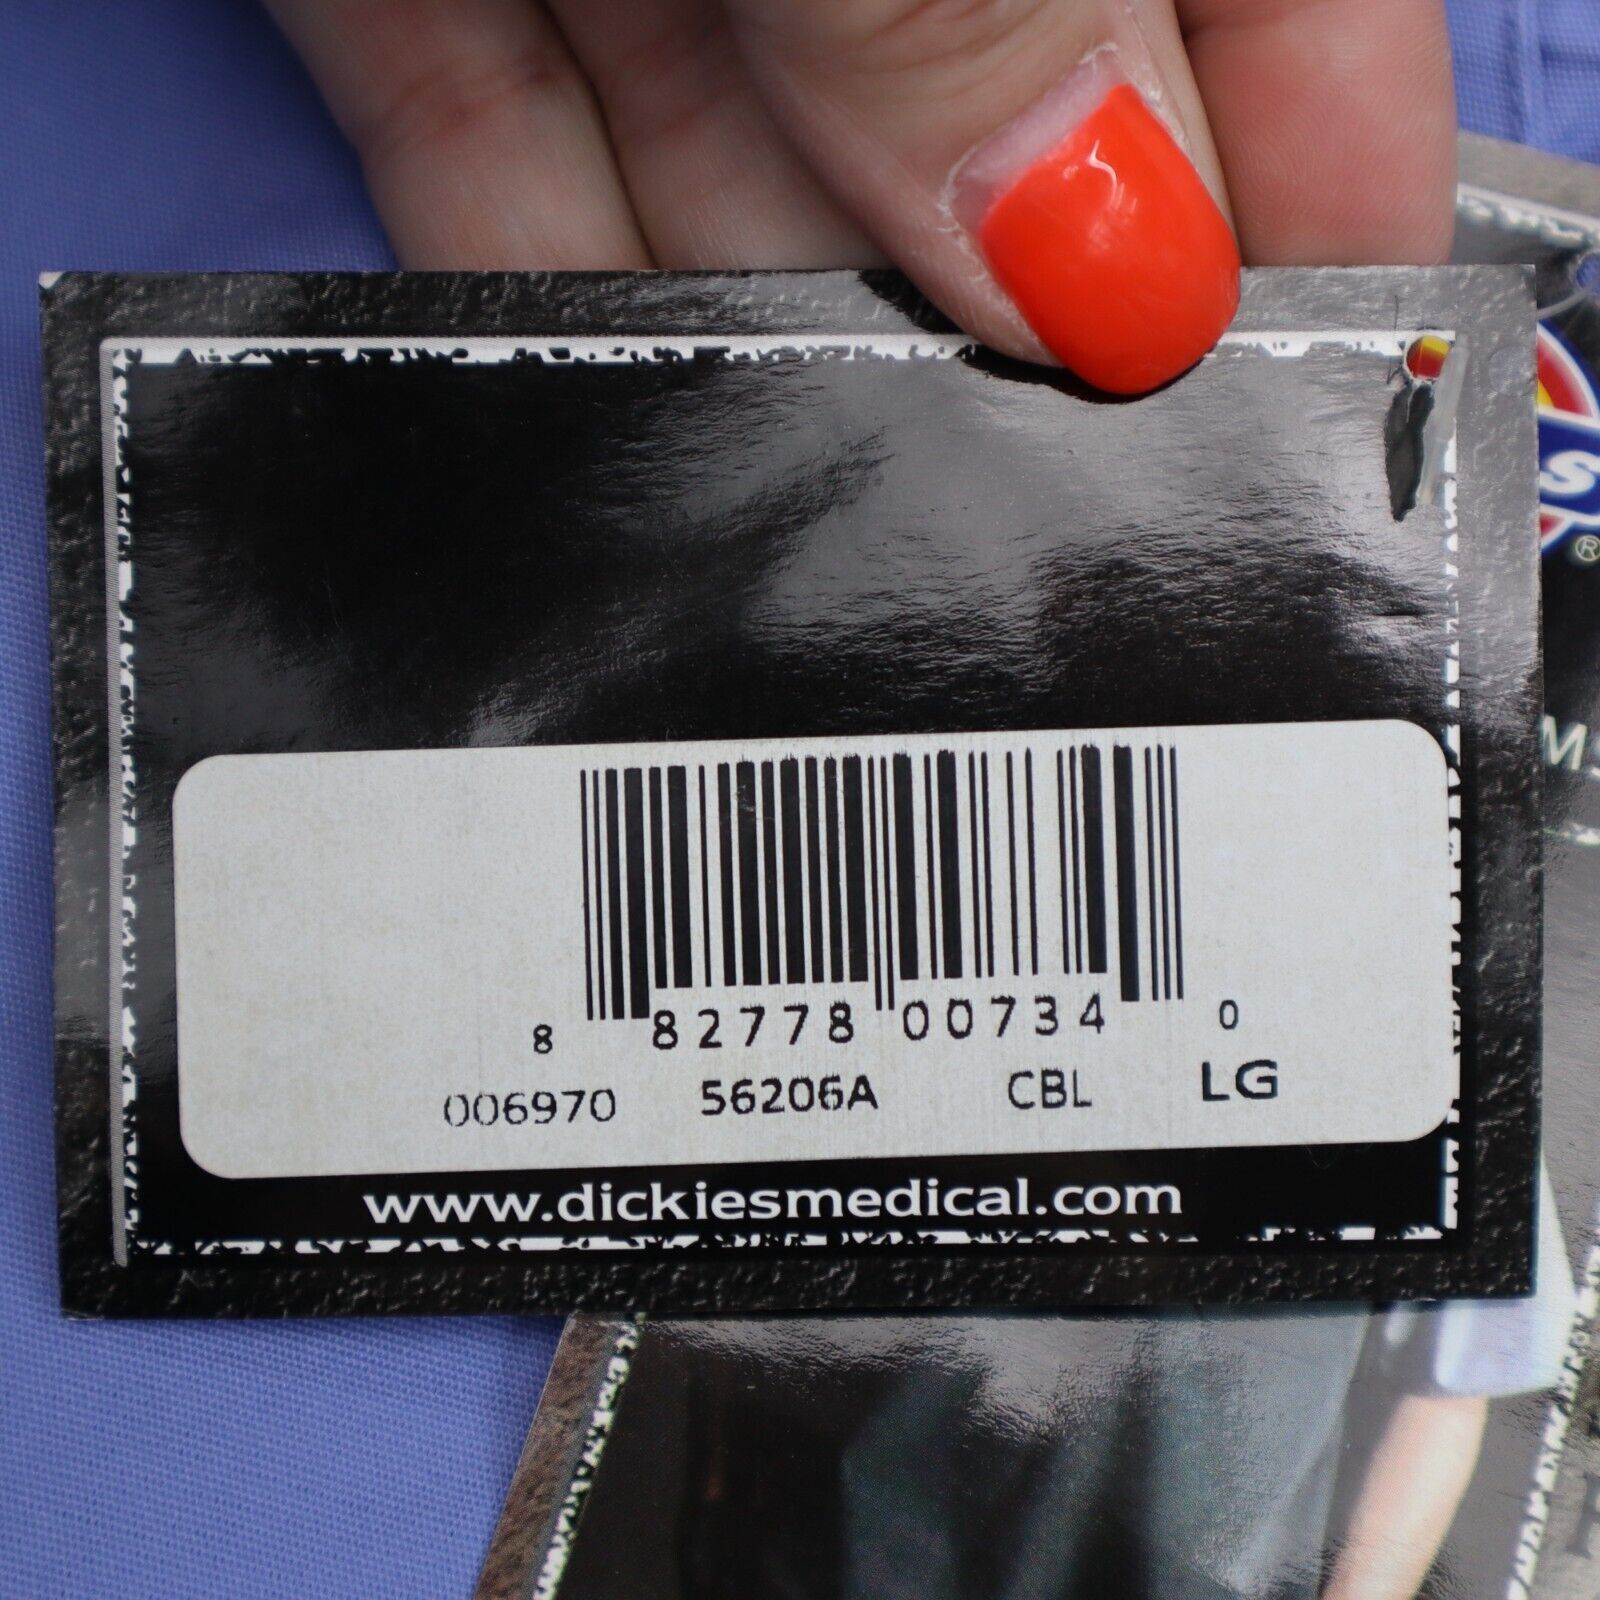 8 82778 00734 0
006970 56206A CBL LG
www.dickiesmedical.com
S®
M